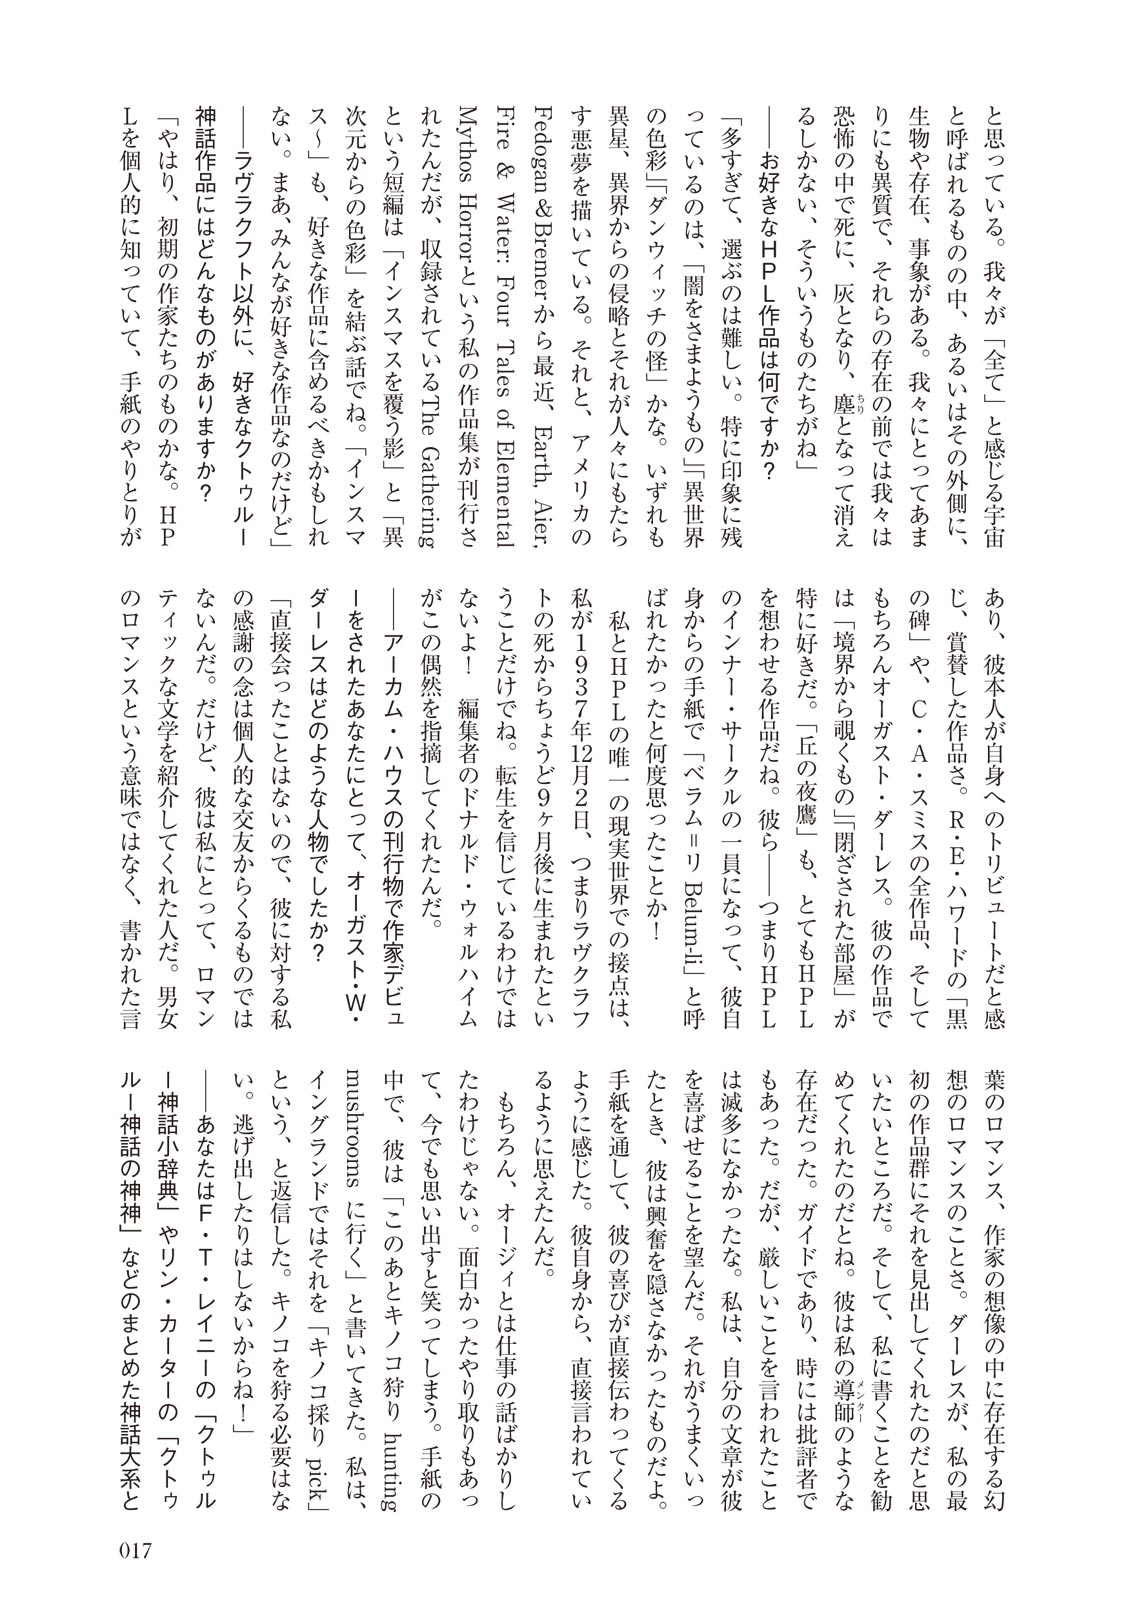 と思っている。我々が「全て」と感じる宇宙
と呼ばれるものの中、あるいはその外側に、
生物や存在、事象がある。我々にとってあま
りにも異質で、それらの存在の前では我々は
恐怖の中で死に、灰となり、塵となって消え
るしかない、そういうものたちがね」
――お好きなHPL作品は何ですか?
「多すぎて、選ぶのは難しい。特に印象に残
っているのは、「闇をさまようもの」「異世界
の色彩」「ダンウィッチの怪」かな。いずれも
異星、異界からの侵略とそれが人々にもたら
す悪夢を描いている。それと、アメリカの
Fedogan & Bremerから最近、Earth, Aier,
Fire & Water: Four Tales of Elemental
Mythos Horrorという私の作品集が刊行さ
れたんだが、収録されているThe Gathering
という短編は「インスマスを覆う影」と「異
次元からの色彩」を結ぶ話でね。「インスマ
ス～」も、好きな作品に含めるべきかもしれ
ない。まあ、みんなが好きな作品なのだけど」
――ラヴラクフト以外に、好きなクトゥルー
神話作品にはどんなものがありますか?
「やはり、初期の作家たちのものかな。HP
Lを個人的に知っていて、手紙のやりとりが
あり、彼本人が自身へのトリビュートだと感
じ、賞賛した作品さ。R・E・ハワードの「黒
の碑」や、C・A・スミスの全作品、そして
もちろんオーガスト・ダーレス。彼の作品で
は「境界から覗くもの」「閉ざされた部屋」が
特に好きだ。「丘の夜鷹」も、とてもHPL
を想わせる作品だね。彼ら――つまりHPL
のインナー・サークルの一員になって、彼自
身からの手紙で「ベラム=リ Belum-li」と呼
ばれたかったと何度思ったことか!
私とHPLの唯一の現実世界での接点は、
私が1937年12月2日、つまりラヴクラフ
トの死からちょうど9ヶ月後に生まれたとい
うことだけでね。転生を信じているわけでは
ないよ! 編集者のドナルド・ウォルハイム
がこの偶然を指摘してくれたんだ。
――アーカム・ハウスの刊行物で作家デビュ
ーをされたあなたにとって、オーガスト・W・
ダーレスはどのような人物でしたか?
「直接会ったことはないので、彼に対する私
の感謝の念は個人的な交友からくるものでは
ないんだ。だけど、彼は私にとって、ロマン
ティックな文学を紹介してくれた人だ。男女
のロマンスという意味ではなく、書かれた言
葉のロマンス、作家の想像の中に存在する幻
想のロマンスのことさ。ダーレスが、私の最
初の作品群にそれを見出してくれたのだと思
いたいところだ。そして、私に書くことを勧
めてくれたのだとね。彼は私の導師のような
存在だった。ガイドであり、時には批評者で
もあった。だが、厳しいことを言われたこと
は滅多になかったな。私は、自分の文章が彼
を喜ばせることを望んだ。それがうまくいっ
たとき、彼は興奮を隠さなかったものだよ。
手紙を通して、彼の喜びが直接伝わってくる
ように感じた。彼自身から、直接言われてい
るように思えたんだ。
もちろん、オージィとは仕事の話ばかりし
たわけじゃない。面白かったやり取りもあっ
て、今でも思い出すと笑ってしまう。手紙の
中で、彼は「このあとキノコ狩り hunting
mushrooms に行く」と書いてきた。私は、
イングランドではそれを「キノコ採り pick」
という、と返信した。キノコを狩る必要はな
い。逃げ出したりはしないからね!」
――あなたはF・T・レイニーの「クトゥル
ー神話小辞典」やリン・カーターの「クトゥ
ルー神話の神神」などのまとめた神話大系と
ちり
メンター
017